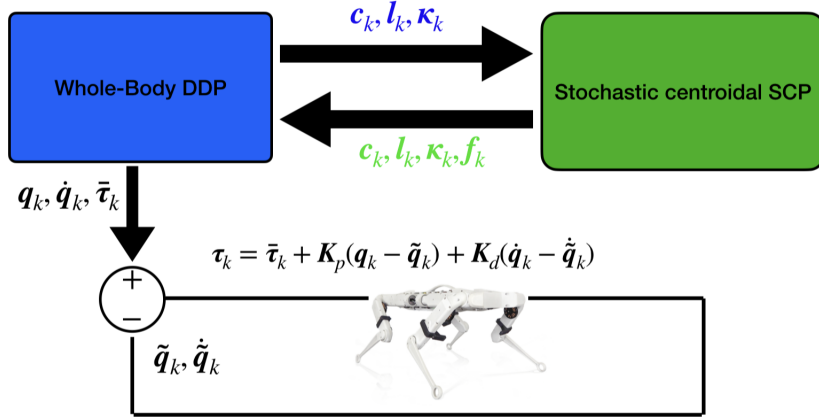 c_k, l_k, κ_k
Whole-Body DDP
Stochastic centroidal SCP
c_k, l_k, κ_k, f_k
q_k, q̇_k, τ̄_k
τ_k = τ̄_k + K_p(q_k − q̃_k) + K_d(q̇_k − q̃̇_k)
+
−
q̃_k, q̃̇_k